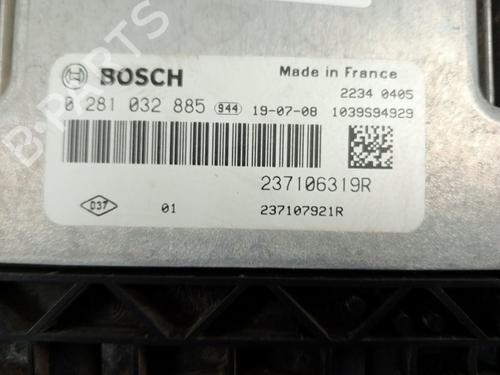 BOSCH
Made in France
0 281 032 885 944 19-07-08
2234 0405
1039S94929
237106319R
D37 01 237107921R
B-PARTS